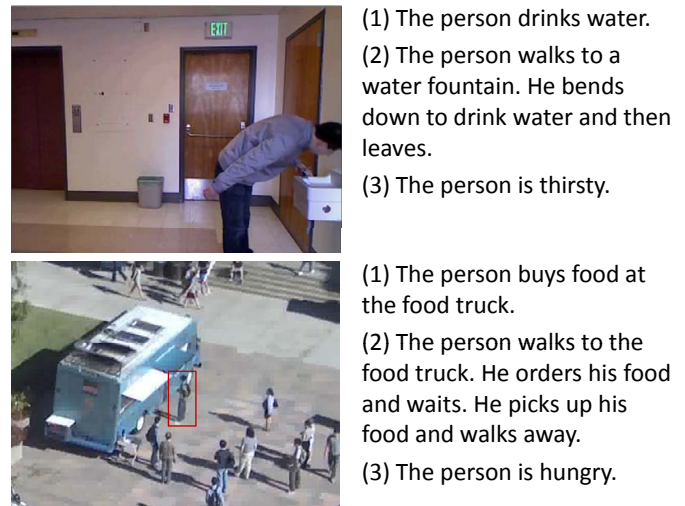 EXIT
(1) The person drinks water.
(2) The person walks to a
water fountain. He bends
down to drink water and then
leaves.
(3) The person is thirsty.
(1) The person buys food at
the food truck.
(2) The person walks to the
food truck. He orders his food
and waits. He picks up his
food and walks away.
(3) The person is hungry.